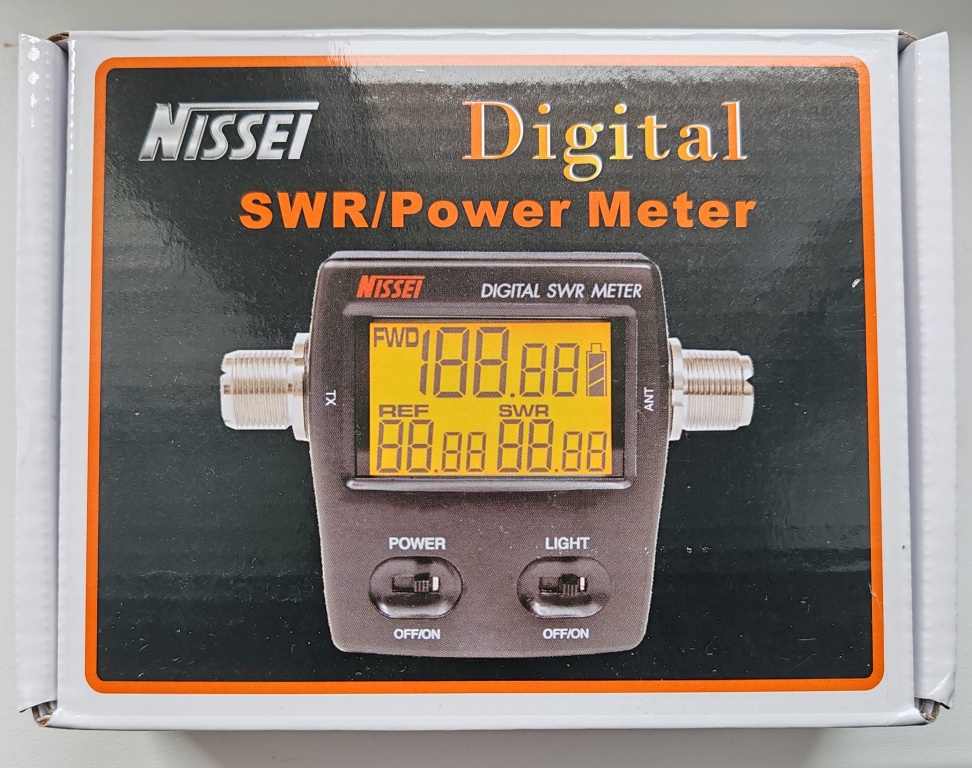 NISSEI
Digital
SWR/Power Meter
NISSEI DIGITAL SWR METER
FWD 188.88
TX
ANT
REF SWR
88.88 88.88
POWER LIGHT
OFF/ON OFF/ON